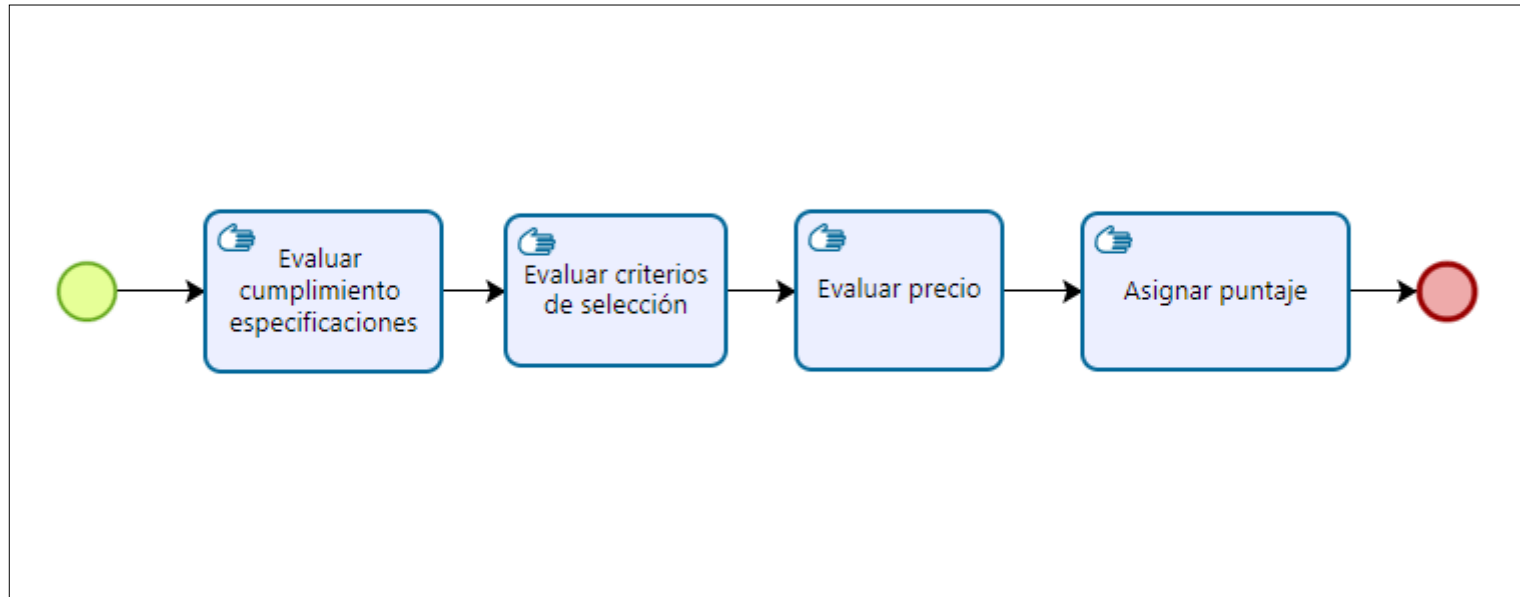 Evaluar
cumplimiento
especificaciones
Evaluar criterios
de selección
Evaluar precio
Asignar puntaje